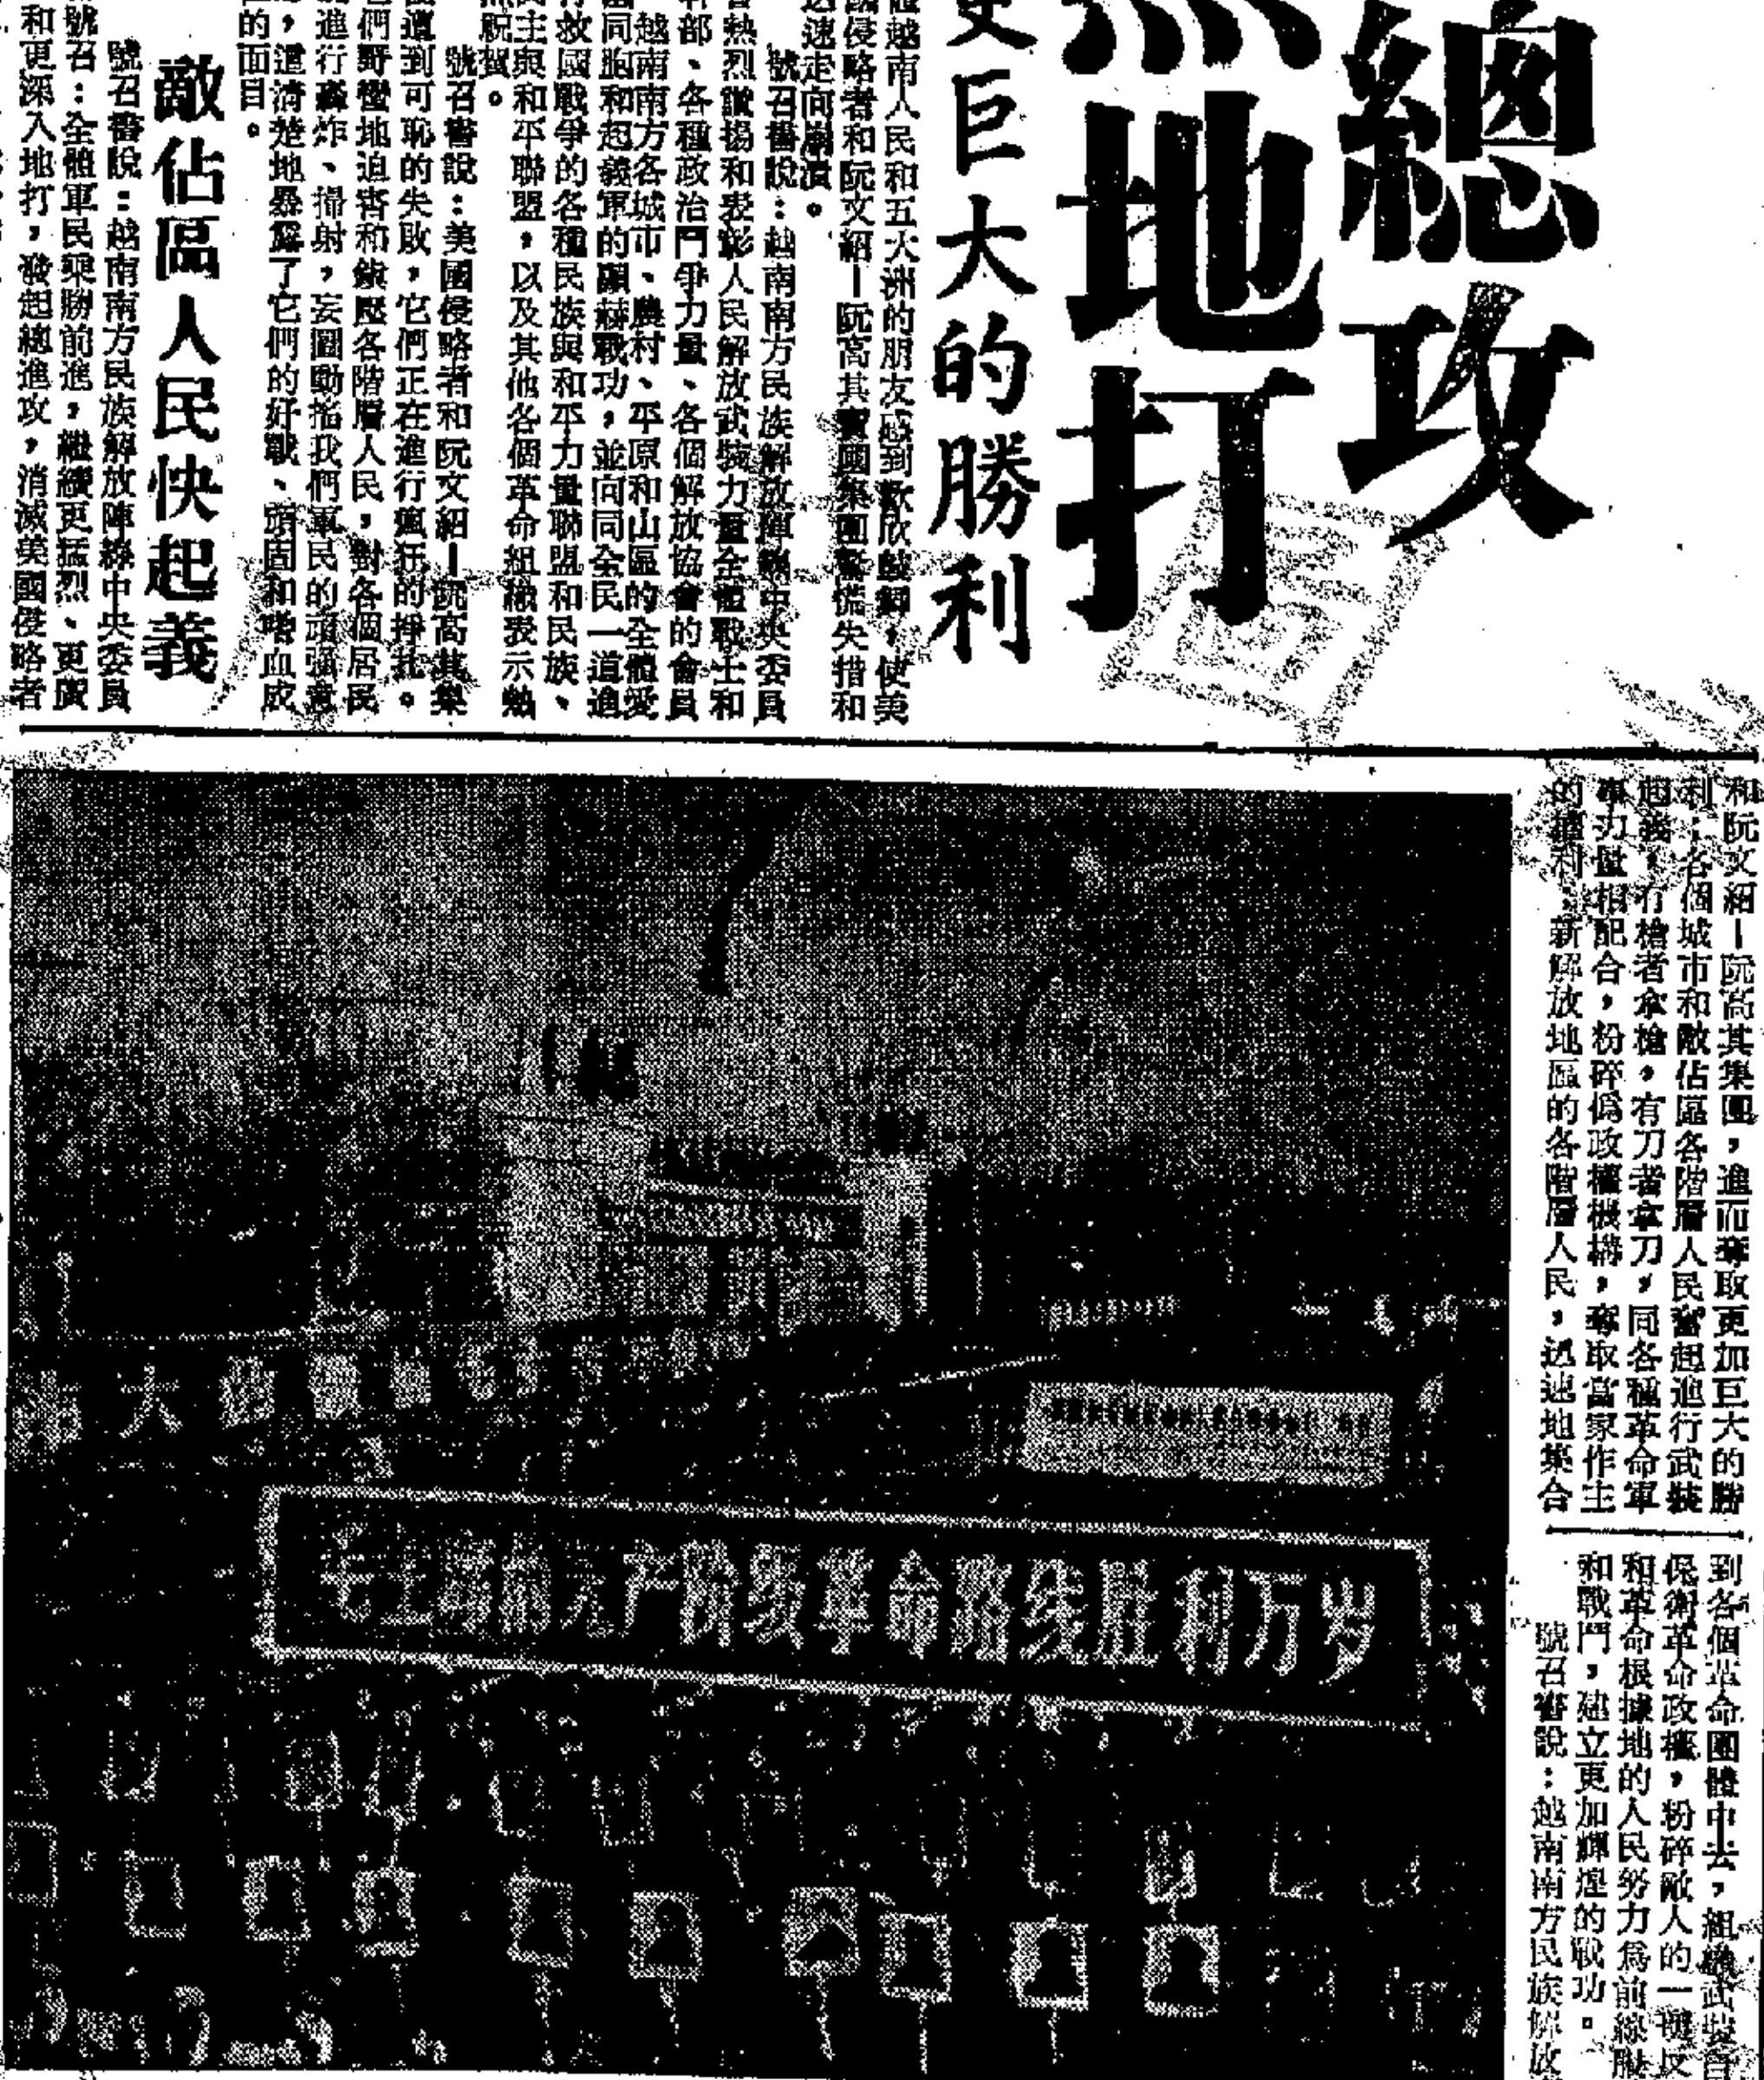 總攻
地打
更巨大的勝利
越南人民和五大洲的朋友感到歡欣鼓舞，使美
國侵略者和阮文紹—阮高其賣國集團驚慌失措和
迅速走向崩潰。
號召書說：越南南方民族解放陣線中央委員
熱烈讚揚和表彰人民解放武裝力量全體戰士和
幹部、各種政治鬥爭力量、各個解放協會的會員
越南南方各城市、農村、平原和山區的全體愛
同胞和起義軍的顯赫戰功，並向同全民一道進
行救國戰爭的各種民族與和平力量聯盟和民族、
民主與和平聯盟，以及其他各個革命組織表示熱
烈祝賀。
號召書說：美國侵略者和阮文紹—阮高其集
遭到可恥的失敗，它們正在進行瘋狂的掙扎。
它們野蠻地迫害和鎮壓各階層人民，對各個居民
進行轟炸、掃射，妄圖動搖我們軍民的頑強意
，這清楚地暴露了它們的好戰、頑固和嗜血成
性的面目。
敵佔區人民快起義
號召書說：越南南方民族解放陣線中央委員
號召：全體軍民乘勝前進，繼續更猛烈、更廣
和更深入地打，發起總進攻，消滅美國侵略者
和阮文紹—阮高其集團，進而奪取更加巨大的勝
利；各個城市和敵佔區各階層人民奮起進行武裝
起義，有槍者拿槍，有刀者拿刀，同各種革命軍
事力量相配合，粉碎僞政權機構，奪取當家作主
的權利；新解放地區的各階層人民，迅速地集合
到各個革命團體中去，組織武裝自
保衛革命政權，粉碎敵人的一切反
和革命根據地的人民努力爲前線服
和戰鬥，建立更加輝煌的戰功。
號召書說：越南南方民族解放
大
毛主席的无产阶级革命路线胜利万岁